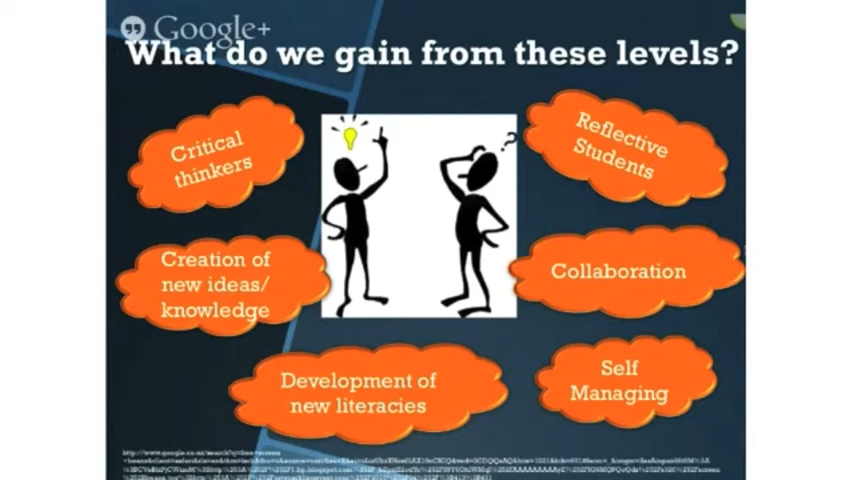 Google+
What do we gain from these levels?
Critical
thinkers
Reflective
Students
?
Creation of
new ideas/
knowledge
Collaboration
Development of
new literacies
Self
Managing